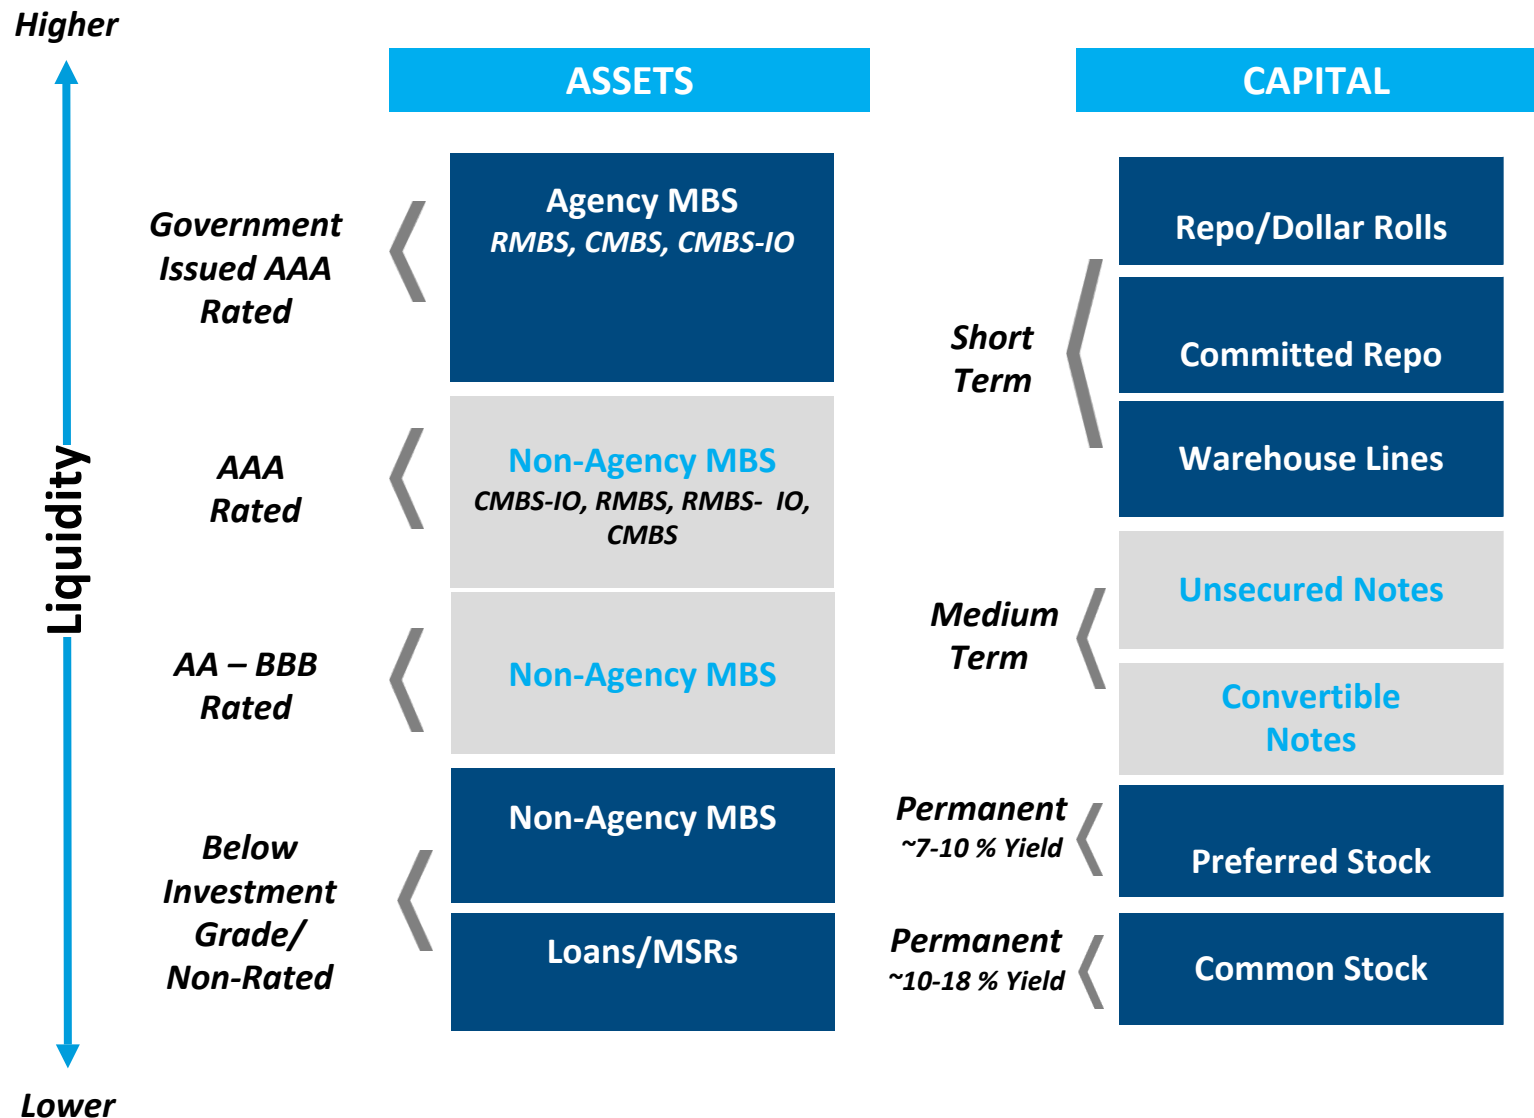 Higher
Liquidity
Lower
ASSETS
Government
Issued AAA
Rated
Agency MBS
RMBS, CMBS, CMBS-IO
AAA
Rated
Non-Agency MBS
CMBS-IO, RMBS, RMBS- IO,
CMBS
AA – BBB
Rated
Non-Agency MBS
Below
Investment
Grade/
Non-Rated
Non-Agency MBS
Loans/MSRs
CAPITAL
Short
Term
Repo/Dollar Rolls
Committed Repo
Warehouse Lines
Medium
Term
Unsecured Notes
Convertible
Notes
Permanent
~7-10 % Yield
Preferred Stock
Permanent
~10-18 % Yield
Common Stock